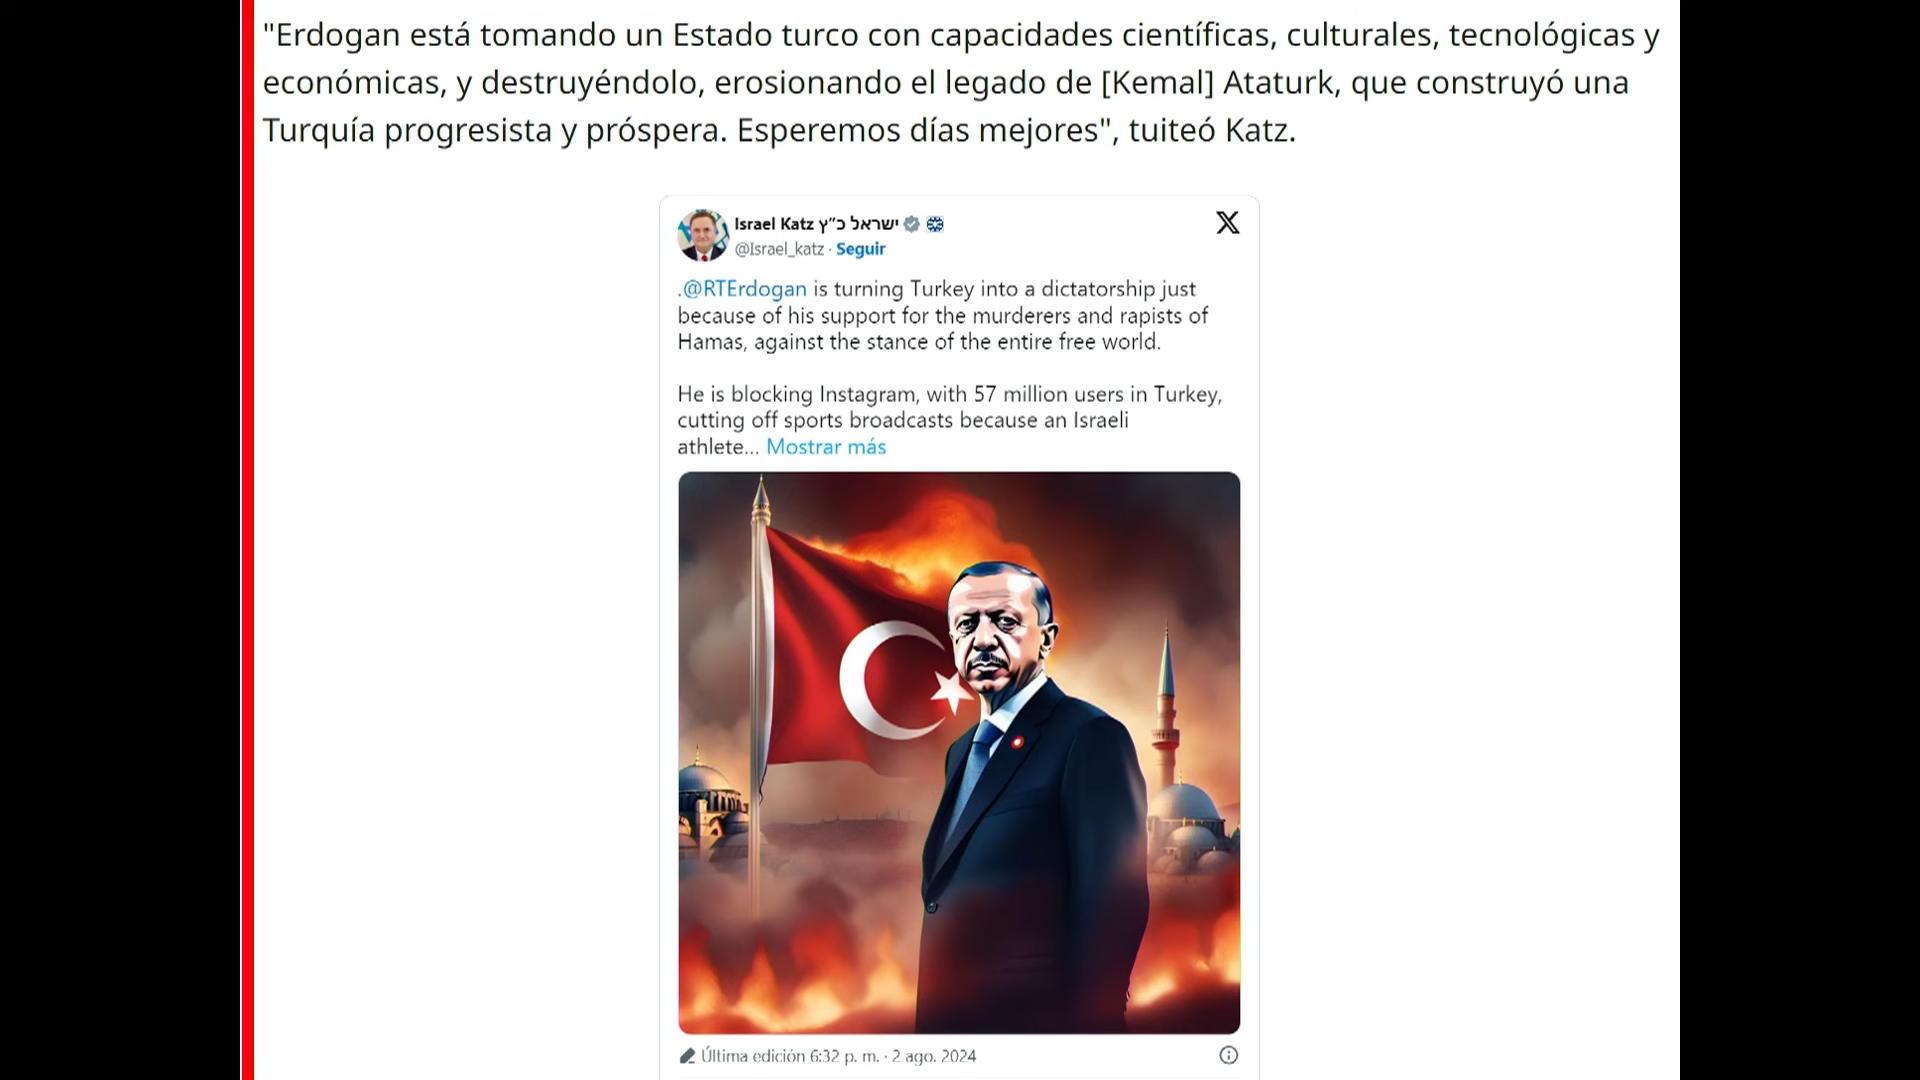 "Erdogan está tomando un Estado turco con capacidades científicas, culturales, tecnológicas y
económicas, y destruyéndolo, erosionando el legado de [Kemal] Ataturk, que construyó una
Turquía progresista y próspera. Esperemos días mejores", tuiteó Katz.
Israel Katz ישראל כ”ץ
@Israel_katz · Seguir
.@RTErdogan is turning Turkey into a dictatorship just
because of his support for the murderers and rapists of
Hamas, against the stance of the entire free world.
He is blocking Instagram, with 57 million users in Turkey,
cutting off sports broadcasts because an Israeli
athlete... Mostrar más
Última edición 6:32 p. m. · 2 ago. 2024